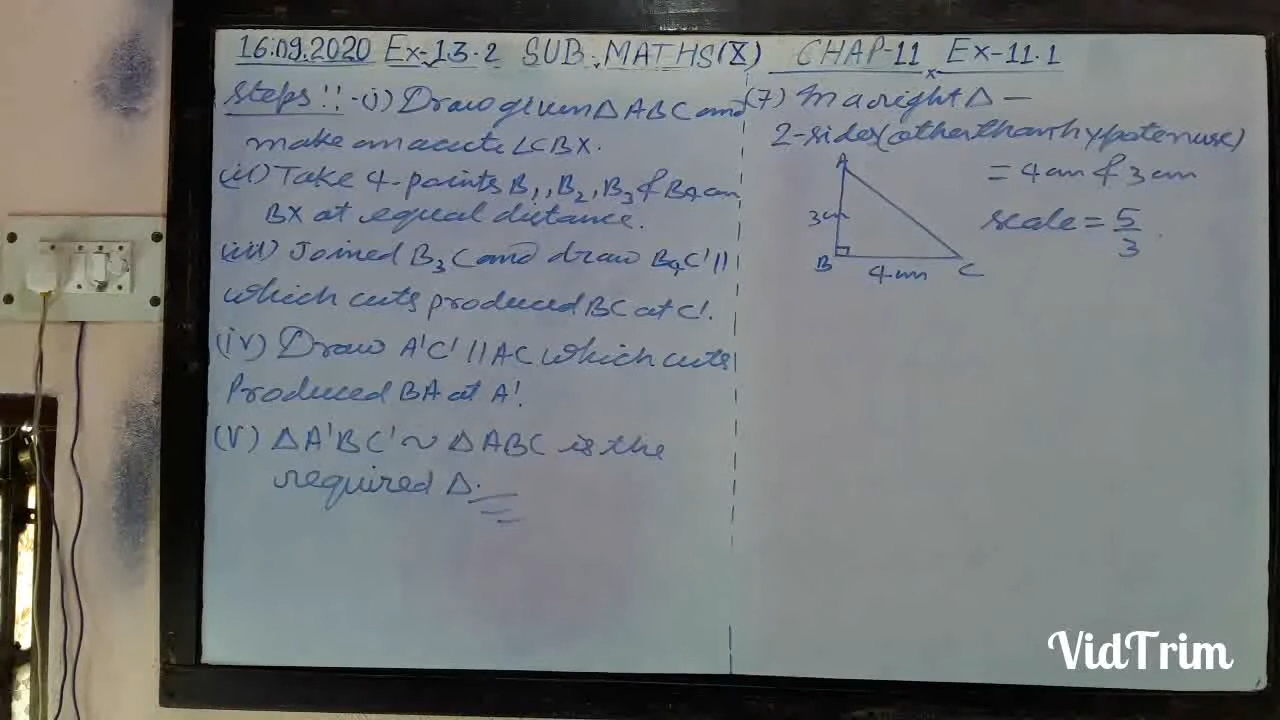 16.09.2020 Ex-13.2 SUB. MATHS(X) CHAP-11 x Ex-11.1
Steps!! - i) Draw given Δ ABC and
make an acute ∠CBX.
(ii) Take 4-points B1, B2, B3 & B4 on
BX at equal distance.
(iii) Joined B3C and draw B4C' ||
which cuts produced BC at C'.
(iv) Draw A'C' || AC which cuts
Produced BA at A'.
(v) Δ A'BC' ~ Δ ABC is the
required Δ.
(7) In a right Δ —
2-sides (other than hypotenuse)
= 4 cm & 3 cm
scale = 5/3
A
3cm
B
4cm
C
VidTrim